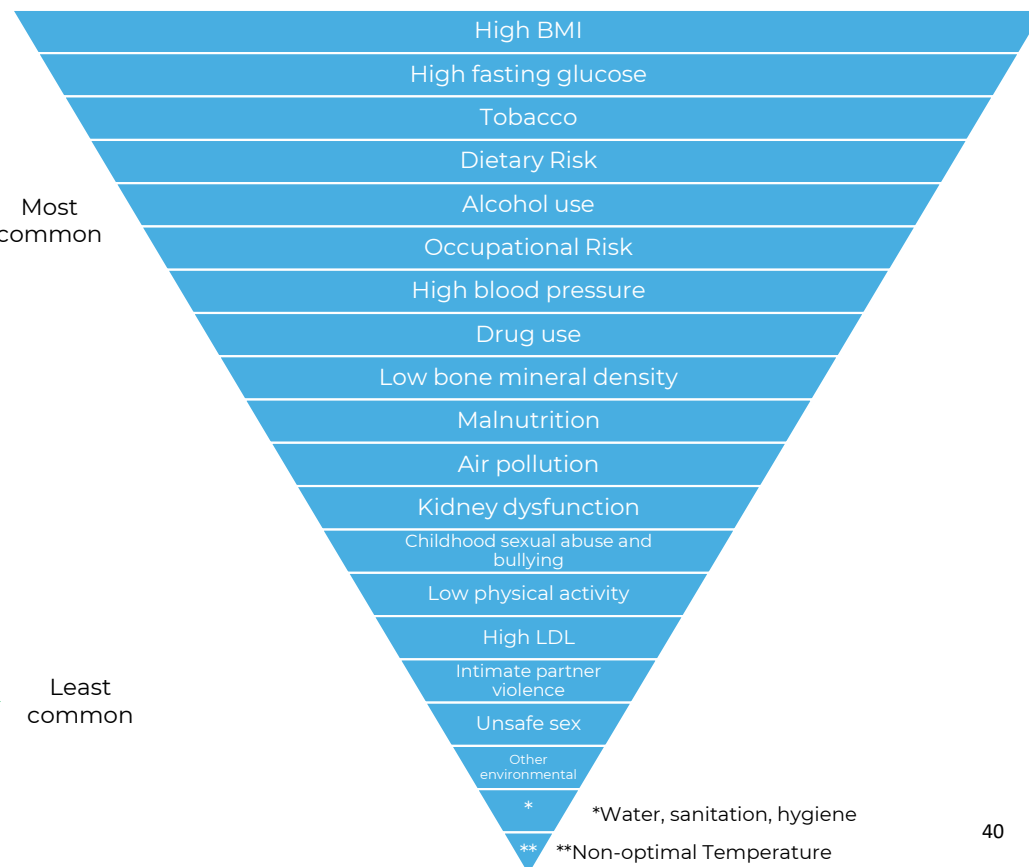 High BMI
High fasting glucose
Tobacco
Dietary Risk
Alcohol use
Most
common
Occupational Risk
High blood pressure
Drug use
Low bone mineral density
Malnutrition
Air pollution
Kidney dysfunction
Childhood sexual abuse and
bullying
Low physical activity
High LDL
Intimate partner
violence
Least
common
Unsafe sex
Other
environmental
*
*Water, sanitation, hygiene
**
**Non-optimal Temperature
40